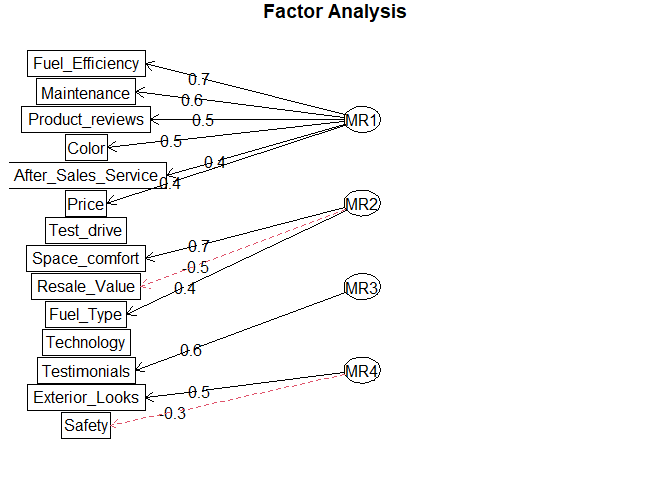 Factor Analysis
Fuel_Efficiency
0.7
Maintenance
0.6
Product_reviews
0.5
MR1
Color
0.5
After_Sales_Service
0.4
0.4
Price
MR2
Test_drive
0.7
Space_comfort
-0.5
Resale_Value
0.4
MR3
Fuel_Type
Technology
0.6
Testimonials
MR4
Exterior_Looks
0.5
-0.3
Safety